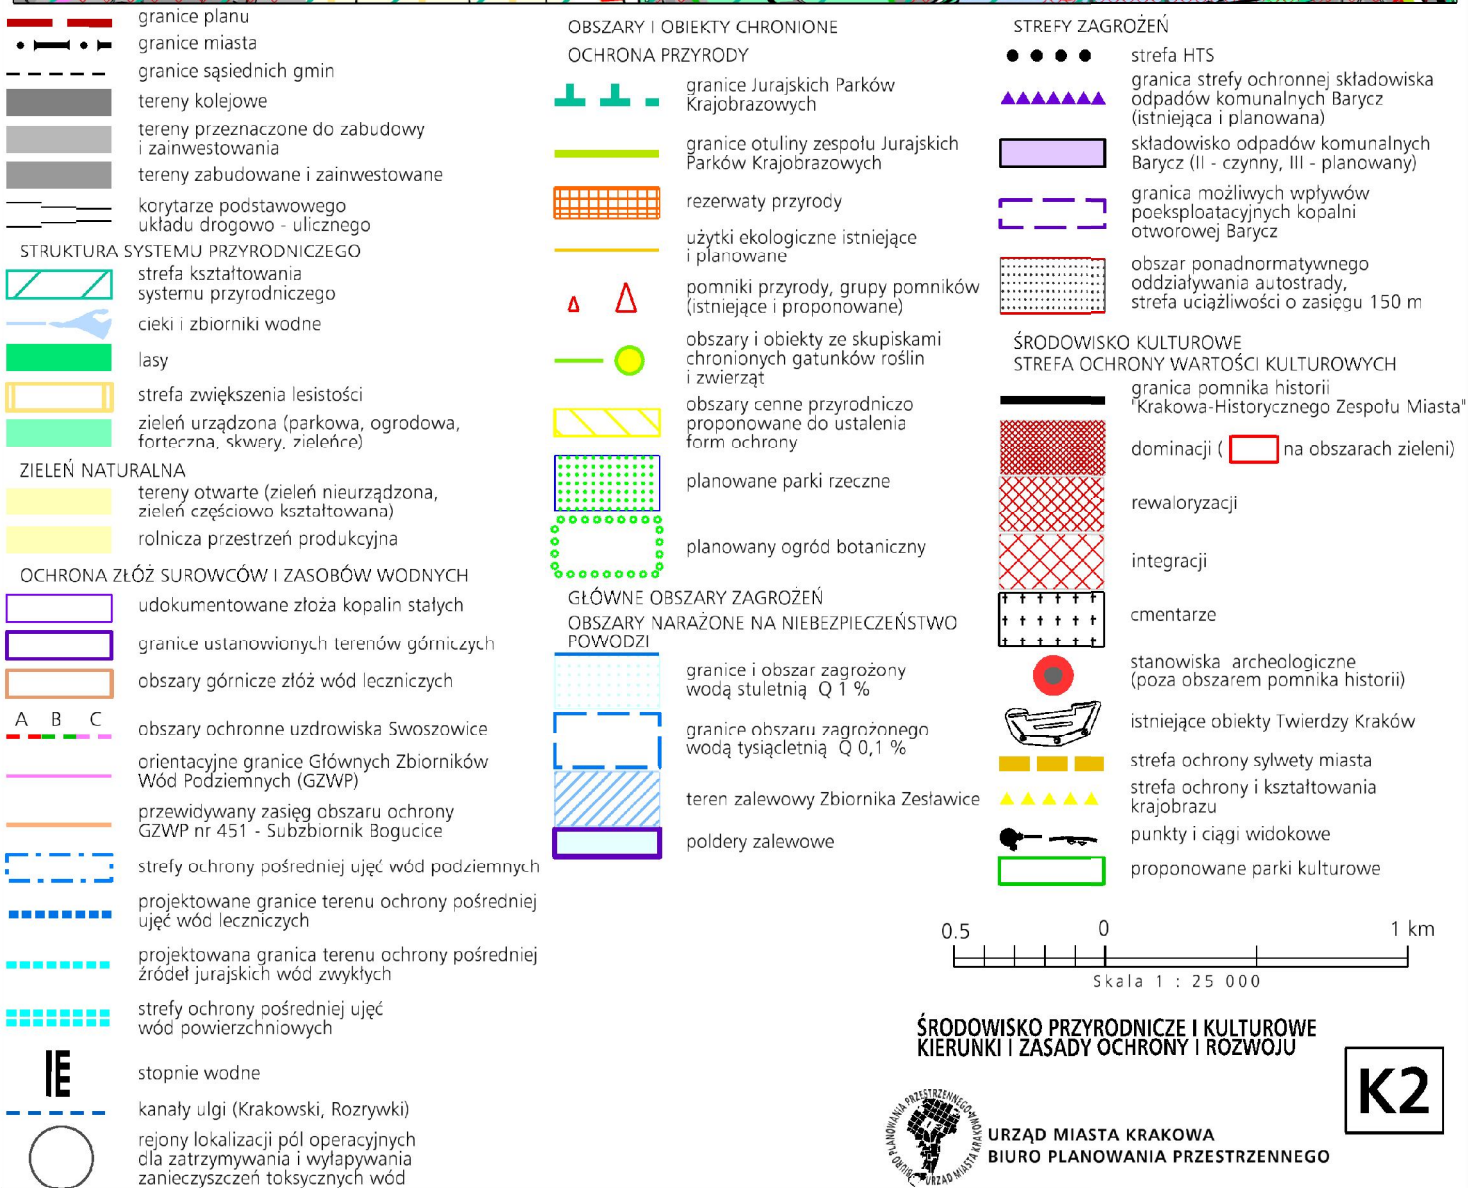 granice planu
granice miasta
granice sąsiednich gmin
tereny kolejowe
tereny przeznaczone do zabudowy
i zainwestowania
tereny zabudowane i zainwestowane
korytarze podstawowego
układu drogowo - ulicznego
STRUKTURA SYSTEMU PRZYRODNICZEGO
strefa kształtowania
systemu przyrodniczego
cieki i zbiorniki wodne
lasy
strefa zwiększenia lesistości
zieleń urządzona (parkowa, ogrodowa,
forteczna, skwery, zieleńce)
ZIELEŃ NATURALNA
tereny otwarte (zieleń nieurządzona,
zieleń częściowo kształtowana)
rolnicza przestrzeń produkcyjna
OCHRONA ZŁÓŻ SUROWCÓW I ZASOBÓW WODNYCH
udokumentowane złoża kopalin stałych
granice ustanowionych terenów górniczych
obszary górnicze złóż wód leczniczych
A B C
obszary ochronne uzdrowiska Swoszowice
orientacyjne granice Głównych Zbiorników
Wód Podziemnych (GZWP)
przewidywany zasięg obszaru ochrony
GZWP nr 451 - Subzbiornik Bogucice
strefy ochrony pośredniej ujęć wód podziemnych
projektowane granice terenu ochrony pośredniej
ujęć wód leczniczych
projektowana granica terenu ochrony pośredniej
źródeł jurajskich wód zwykłych
strefy ochrony pośredniej ujęć
wód powierzchniowych
stopnie wodne
kanały ulgi (Krakowski, Rozrywki)
rejony lokalizacji pól operacyjnych
dla zatrzymywania i wyłapywania
zanieczyszczeń toksycznych wód
OBSZARY I OBIEKTY CHRONIONE
OCHRONA PRZYRODY
granice Jurajskich Parków
Krajobrazowych
granice otuliny zespołu Jurajskich
Parków Krajobrazowych
rezerwaty przyrody
użytki ekologiczne istniejące
i planowane
pomniki przyrody, grupy pomników
(istniejące i proponowane)
obszary i obiekty ze skupiskami
chronionych gatunków roślin
i zwierząt
obszary cenne przyrodniczo
proponowane do ustalenia
form ochrony
planowane parki rzeczne
planowany ogród botaniczny
GŁÓWNE OBSZARY ZAGROŻEŃ
OBSZARY NARAŻONE NA NIEBEZPIECZEŃSTWO
POWODZI
granice i obszar zagrożony
wodą stuletnią Q 1 %
granice obszaru zagrożonego
wodą tysiącletnią Q 0,1 %
teren zalewowy Zbiornika Zesławice
poldery zalewowe
STREFY ZAGROŻEŃ
strefa HTS
granica strefy ochronnej składowiska
odpadów komunalnych Barycz
(istniejąca i planowana)
składowisko odpadów komunalnych
Barycz (II - czynny, III - planowany)
granica możliwych wpływów
poeksploatacyjnych kopalni
otworowej Barycz
obszar ponadnormatywnego
oddziaływania autostrady,
strefa uciążliwości o zasięgu 150 m
ŚRODOWISKO KULTUROWE
STREFA OCHRONY WARTOŚCI KULTUROWYCH
granica pomnika historii
"Krakowa-Historycznego Zespołu Miasta"
dominacji ( na obszarach zieleni)
rewaloryzacji
integracji
cmentarze
stanowiska archeologiczne
(poza obszarem pomnika historii)
istniejące obiekty Twierdzy Kraków
strefa ochrony sylwety miasta
strefa ochrony i kształtowania
krajobrazu
punkty i ciągi widokowe
proponowane parki kulturowe
0.5 0 1 km
Skala 1 : 25 000
ŚRODOWISKO PRZYRODNICZE I KULTUROWE
KIERUNKI I ZASADY OCHRONY I ROZWOJU
K2
BIURO PLANOWANIA PRZESTRZENNEGO
URZĄD MIASTA KRAKOWA
URZĄD MIASTA KRAKOWA
BIURO PLANOWANIA PRZESTRZENNEGO